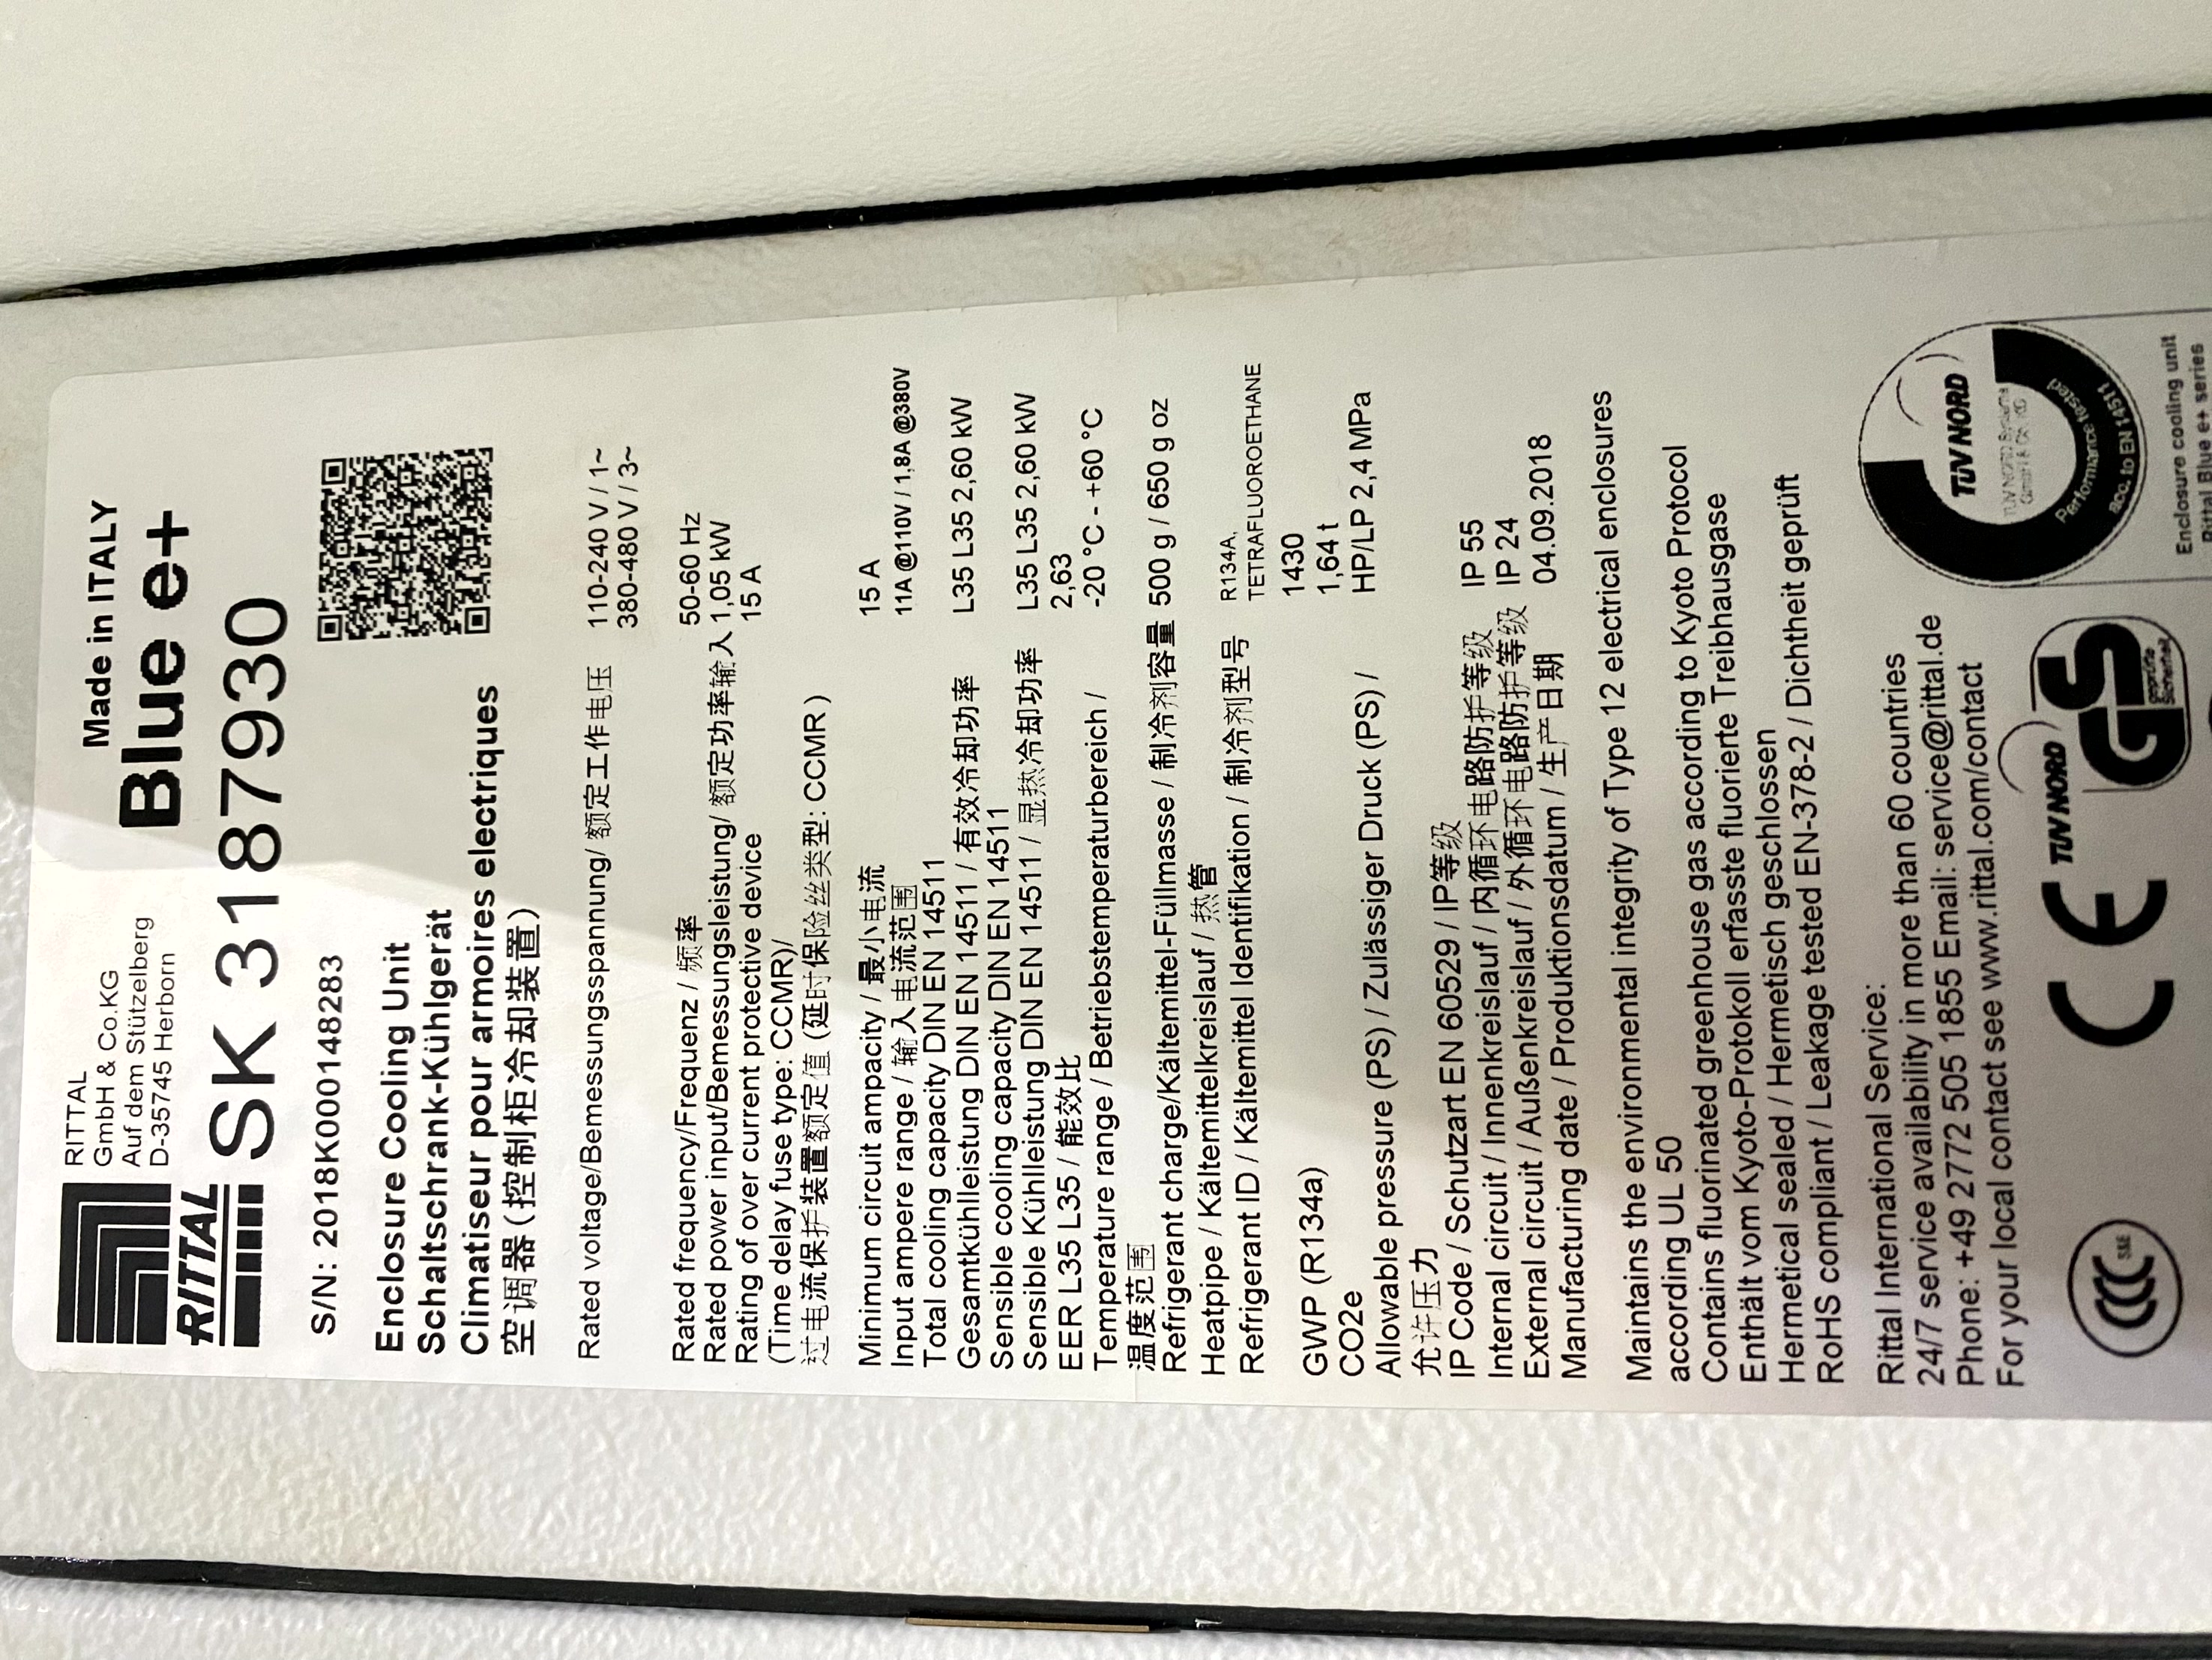 RITTAL
GmbH & Co.KG
Auf dem Stützelberg
D-35745 Herborn
RITTAL
Made in ITALY
Blue e+
SK 3187930
S/N: 2018K000148283
Enclosure Cooling Unit
Schaltschrank-Kühlgerät
Climatiseur pour armoires electriques
空调器(控制柜冷却装置)
Rated voltage/Bemessungsspannung/ 额定工作电压 110-240 V / 1~
380-480 V / 3~
Rated frequency/Frequenz / 频率 50-60 Hz
Rated power input/Bemessungsleistung/ 额定功率输入 1,05 kW
Rating of over current protective device 15 A
(Time delay fuse type: CCMR)/
过电流保护装置额定值 (延时保险丝类型: CCMR )
Minimum circuit ampacity / 最小电流 15 A
Input ampere range / 输入电流范围 11A @110V / 1,8A @380V
Total cooling capacity DIN EN 14511
Gesamtkühlleistung DIN EN 14511 / 有效冷却功率 L35 L35 2,60 kW
Sensible cooling capacity DIN EN 14511
Sensible Kühlleistung DIN EN 14511 / 显热冷却功率 L35 L35 2,60 kW
EER L35 L35 / 能效比 2,63
Temperature range / Betriebstemperaturbereich / -20 °C - +60 °C
温度范围
Refrigerant charge/Kältemittel-Füllmasse / 制冷剂容量 500 g / 650 g oz
Heatpipe / Kältemittelkreislauf / 热管
Refrigerant ID / Kältemittel Identifikation / 制冷剂型号 R134A,
TETRAFLUOROETHANE
GWP (R134a) 1430
CO2e 1,64 t
Allowable pressure (PS) / Zulässiger Druck (PS) / HP/LP 2,4 MPa
允许压力
IP Code / Schutzart EN 60529 / IP等级
Internal circuit / Innenkreislauf / 内循环电路防护等级 IP 55
External circuit / Außenkreislauf / 外循环电路防护等级 IP 24
Manufacturing date / Produktionsdatum / 生产日期 04.09.2018
Maintains the environmental integrity of Type 12 electrical enclosures
according UL 50
Contains fluorinated greenhouse gas according to Kyoto Protocol
Enthält vom Kyoto-Protokoll erfasste fluorierte Treibhausgase
Hermetical sealed / Hermetisch geschlossen
RoHS compliant / Leakage tested EN-378-2 / Dichtheit geprüft
Rittal International Service:
24/7 service availability in more than 60 countries
Phone: +49 2772 505 1855 Email: service@rittal.de
For your local contact see www.rittal.com/contact
CCC S&E
CE
TÜV NORD
GS
geprüfte
Sicherheit
TÜV NORD
TÜV NORD Systems
GmbH & Co. KG
Performance tested
acc. to EN 14511
Enclosure cooling unit
Rittal Blue e+ series